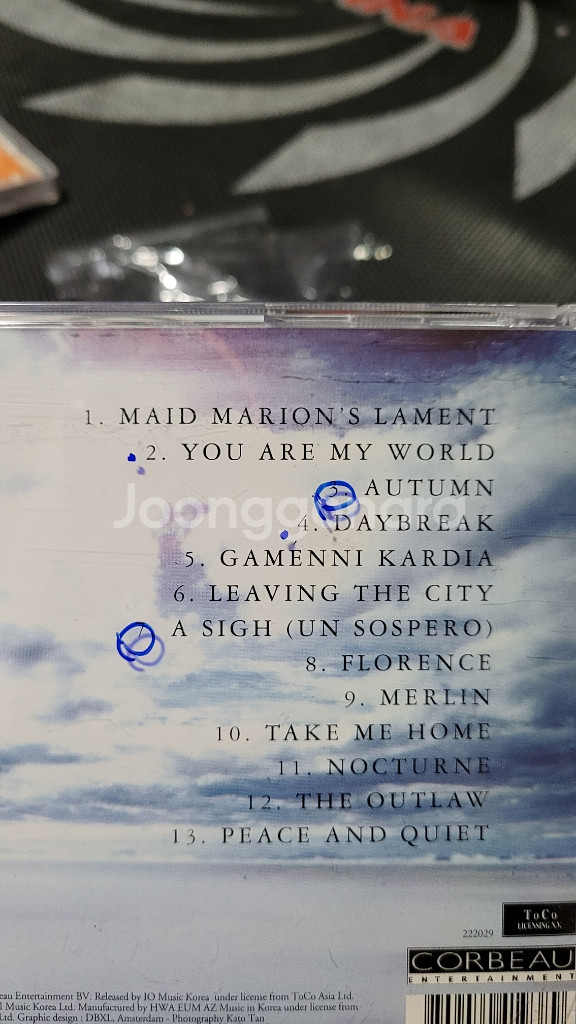 1. MAID MARION'S LAMENT
2. YOU ARE MY WORLD
3. AUTUMN
Joonggonara
4. DAYBREAK
5. GAMENNI KARDIA
6. LEAVING THE CITY
7 A SIGH (UN SOSPERO)
8. FLORENCE
9. MERLIN
10. TAKE ME HOME
11. NOCTURNE
12. THE OUTLAW
13. PEACE AND QUIET
222029
ToCo
LICENSING N.V.
CORBEAU
ENTERTAINMENT
eau Entertainment BV. Released by IO Music Korea under license from ToCo Asia Ltd.
Music Korea Ltd. Manufactured by HWA EUM AZ Music in Korea under license from
Ltd. Graphic design : DBXL, Amsterdam - Photography Kato Tan